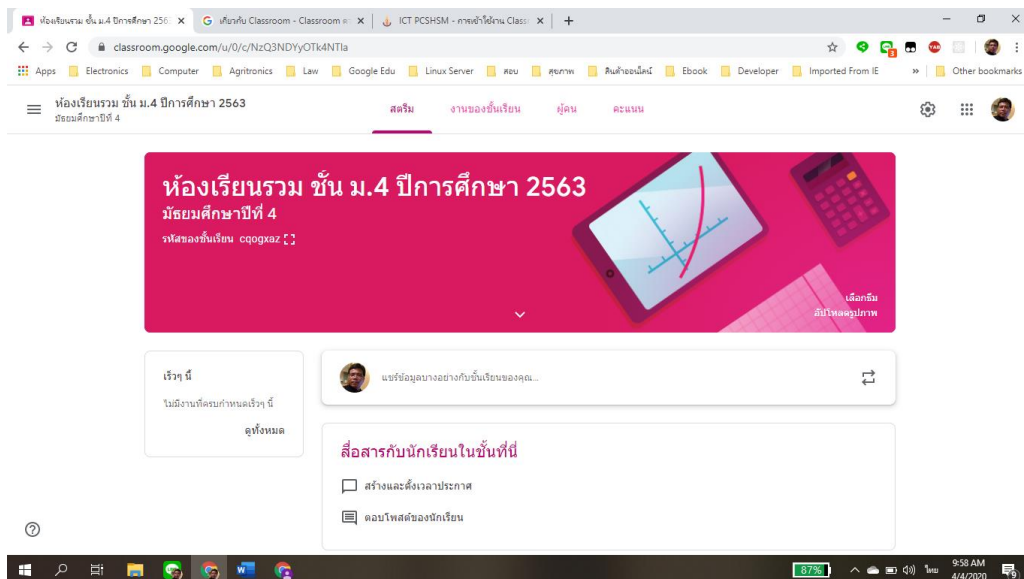 ห้องเรียนรวม ชั้น ม.4 ปีการศึกษา 256
เกี่ยวกับ Classroom - Classroom
ICT PCSHSM - การเข้าใช้งาน Class
classroom.google.com/u/0/c/NzQ3NDYyOTk4NTIa
Apps Electronics Computer Agritronics Law Google Edu Linux Server สอบ สุขภาพ สินค้าออนไลน์ Ebook Developer Imported From IE » Other bookmarks
ห้องเรียนรวม ชั้น ม.4 ปีการศึกษา 2563
มัธยมศึกษาปีที่ 4
สตรีม งานของชั้นเรียน ผู้คน คะแนน
ห้องเรียนรวม ชั้น ม.4 ปีการศึกษา 2563
มัธยมศึกษาปีที่ 4
รหัสของชั้นเรียน cqogxaz
เลือกธีม
อัปโหลดรูปภาพ
เร็วๆ นี้
ไม่มีงานที่ครบกำหนดเร็วๆ นี้
ดูทั้งหมด
แชร์ข้อมูลบางอย่างกับชั้นเรียนของคุณ...
สื่อสารกับนักเรียนในชั้นที่นี่
สร้างและตั้งเวลาประกาศ
ตอบโพสต์ของนักเรียน
87%
ไทย
9:58 AM
4/4/2020